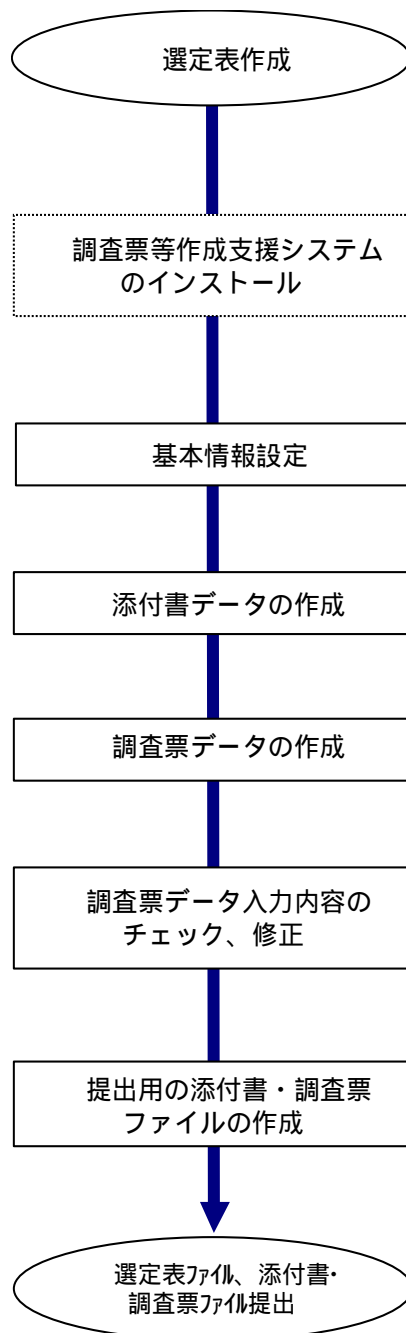 選定表作成
調査票等作成支援システム
のインストール
基本情報設定
添付書データの作成
調査票データの作成
調査票データ入力内容の
チェック、修正
提出用の添付書・調査票
ファイルの作成
選定表ﾌｧｲﾙ、添付書・
調査票ﾌｧｲﾙ提出